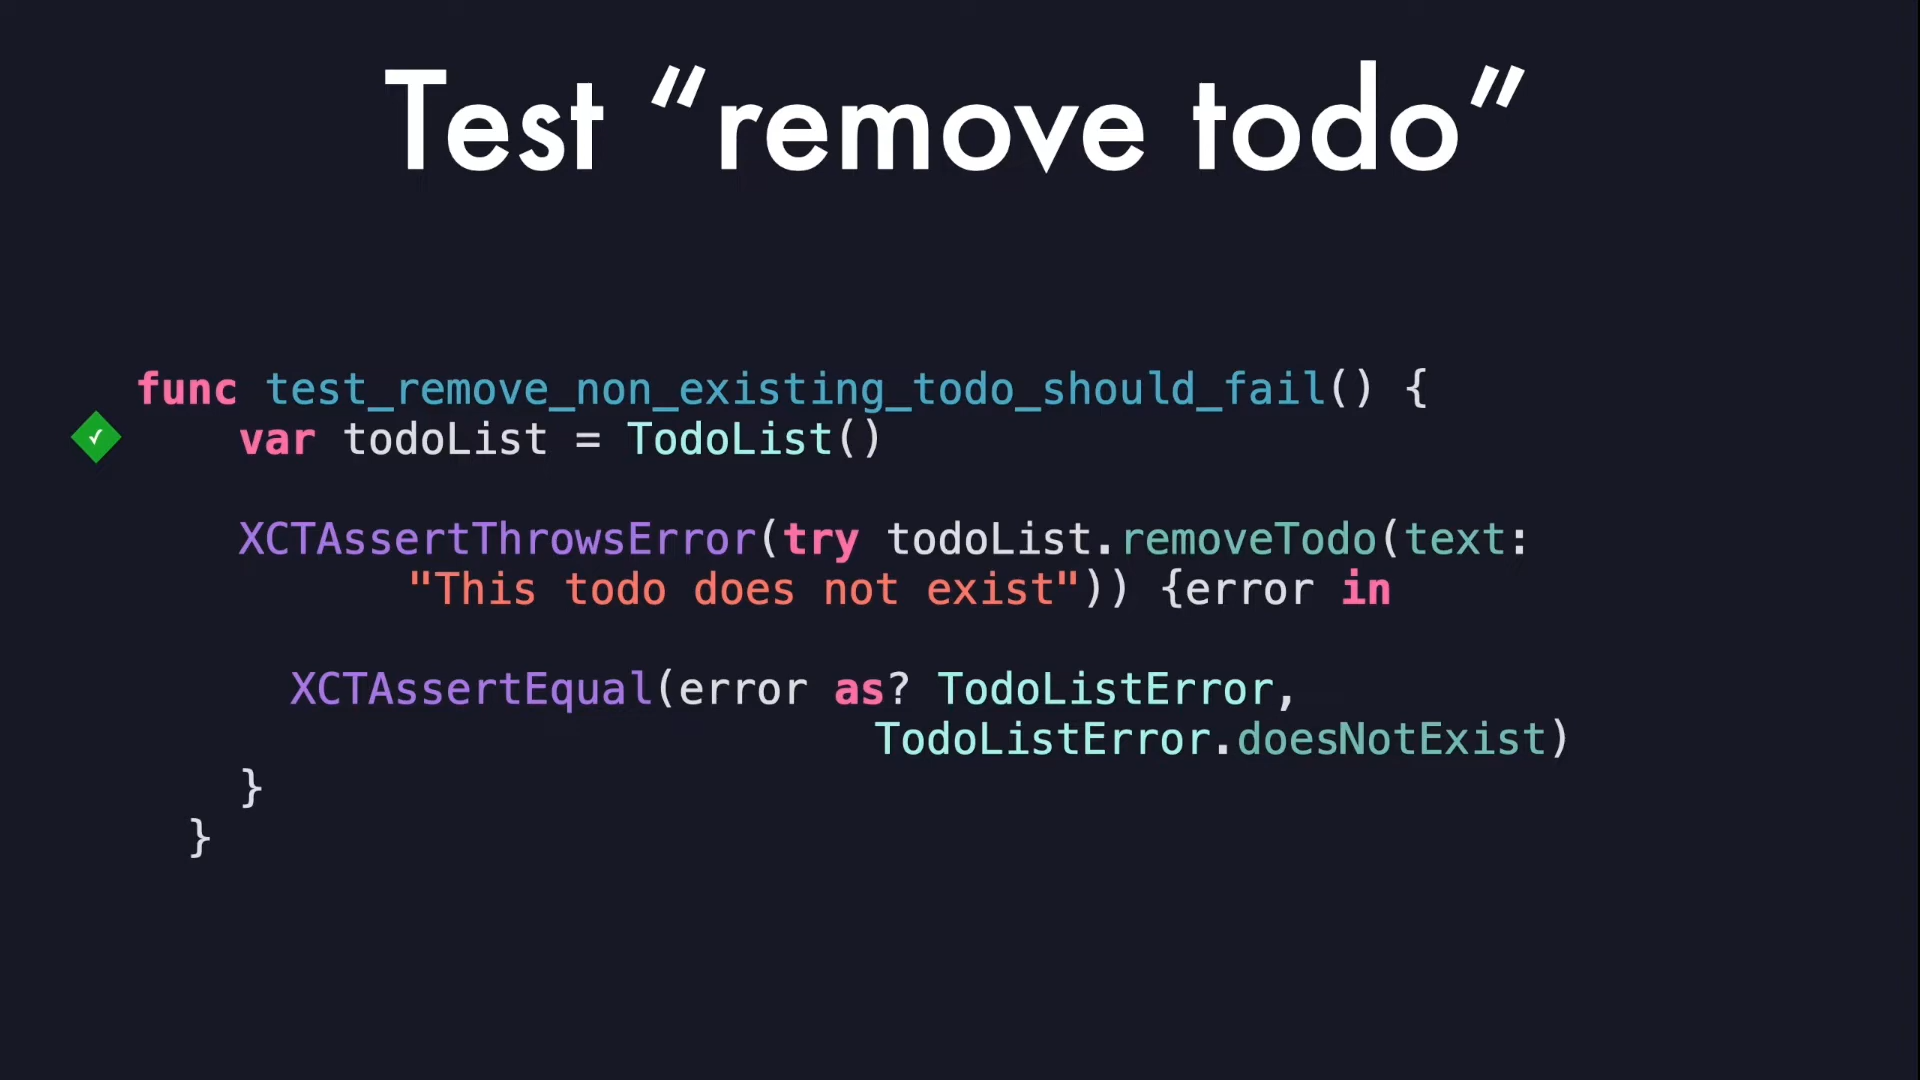 Test “remove todo”
func test_remove_non_existing_todo_should_fail() {
var todoList = TodoList()
XCTAssertThrowsError(try todoList.removeTodo(text:
"This todo does not exist")) {error in
XCTAssertEqual(error as? TodoListError,
TodoListError.doesNotExist)
}
}